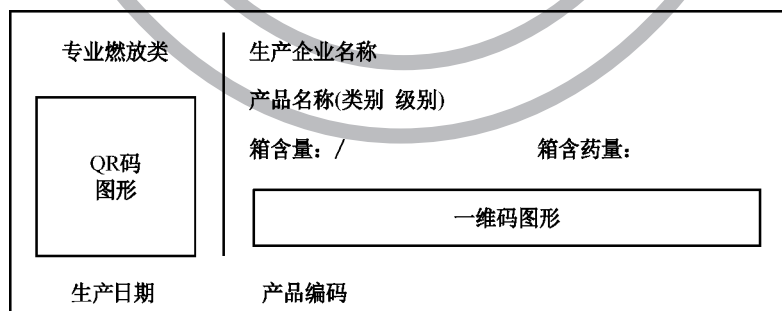 专业燃放类
QR码
图形
生产日期
生产企业名称
产品名称(类别 级别)
箱含量：/ 箱含药量：
一维码图形
产品编码